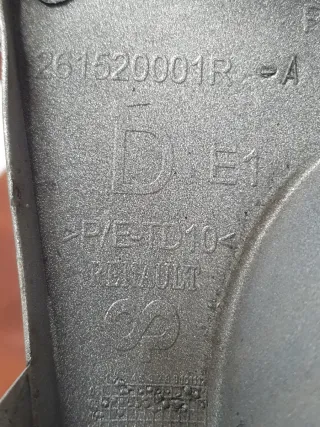 261520001R -A
D E1
>P/E-TD10<
RENAULT